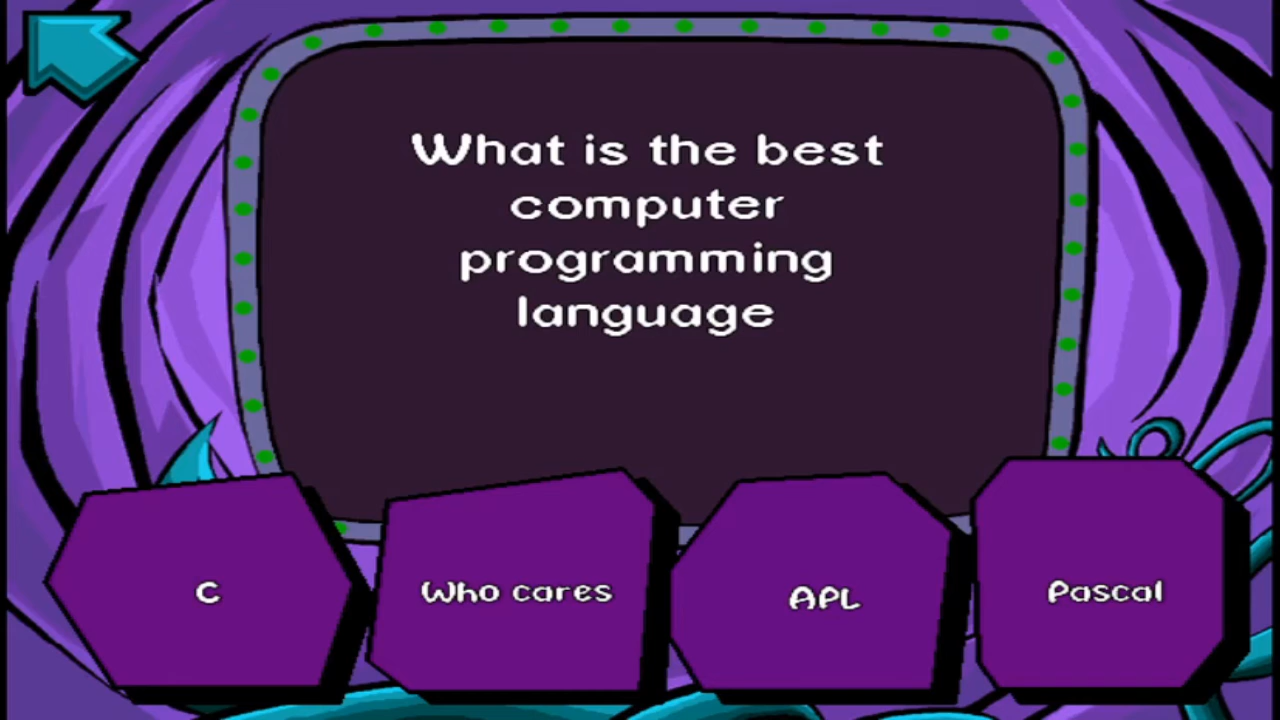 What is the best
computer
programming
language
C
Who cares
APL
Pascal